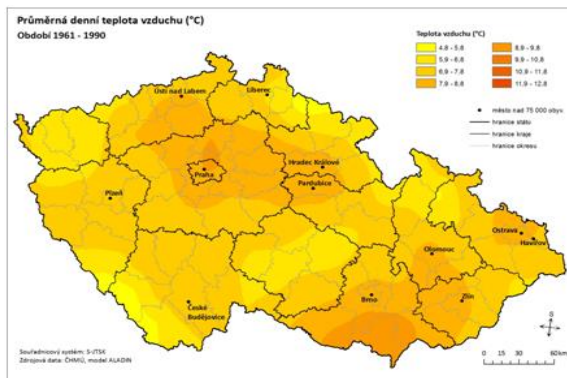 Průměrná denní teplota vzduchu (°C)
Období 1961 - 1990
Teplota vzduchu (°C)
4,8 - 5,8
5,9 - 6,8
6,9 - 7,8
7,9 - 8,8
8,9 - 9,8
9,9 - 10,8
10,9 - 11,8
11,9 - 12,8
město nad 75 000 obyv.
hranice státu
hranice kraje
hranice okresu
Ústí nad Labem
Liberec
Hradec Králové
Praha
Pardubice
Plzeň
Ostrava
Havířov
Olomouc
České
Budějovice
Brno
Zlín
S
Souřadnicový systém: S-JTSK
Zdrojová data: ČHMÚ, model ALADIN
0 15 30 60 km